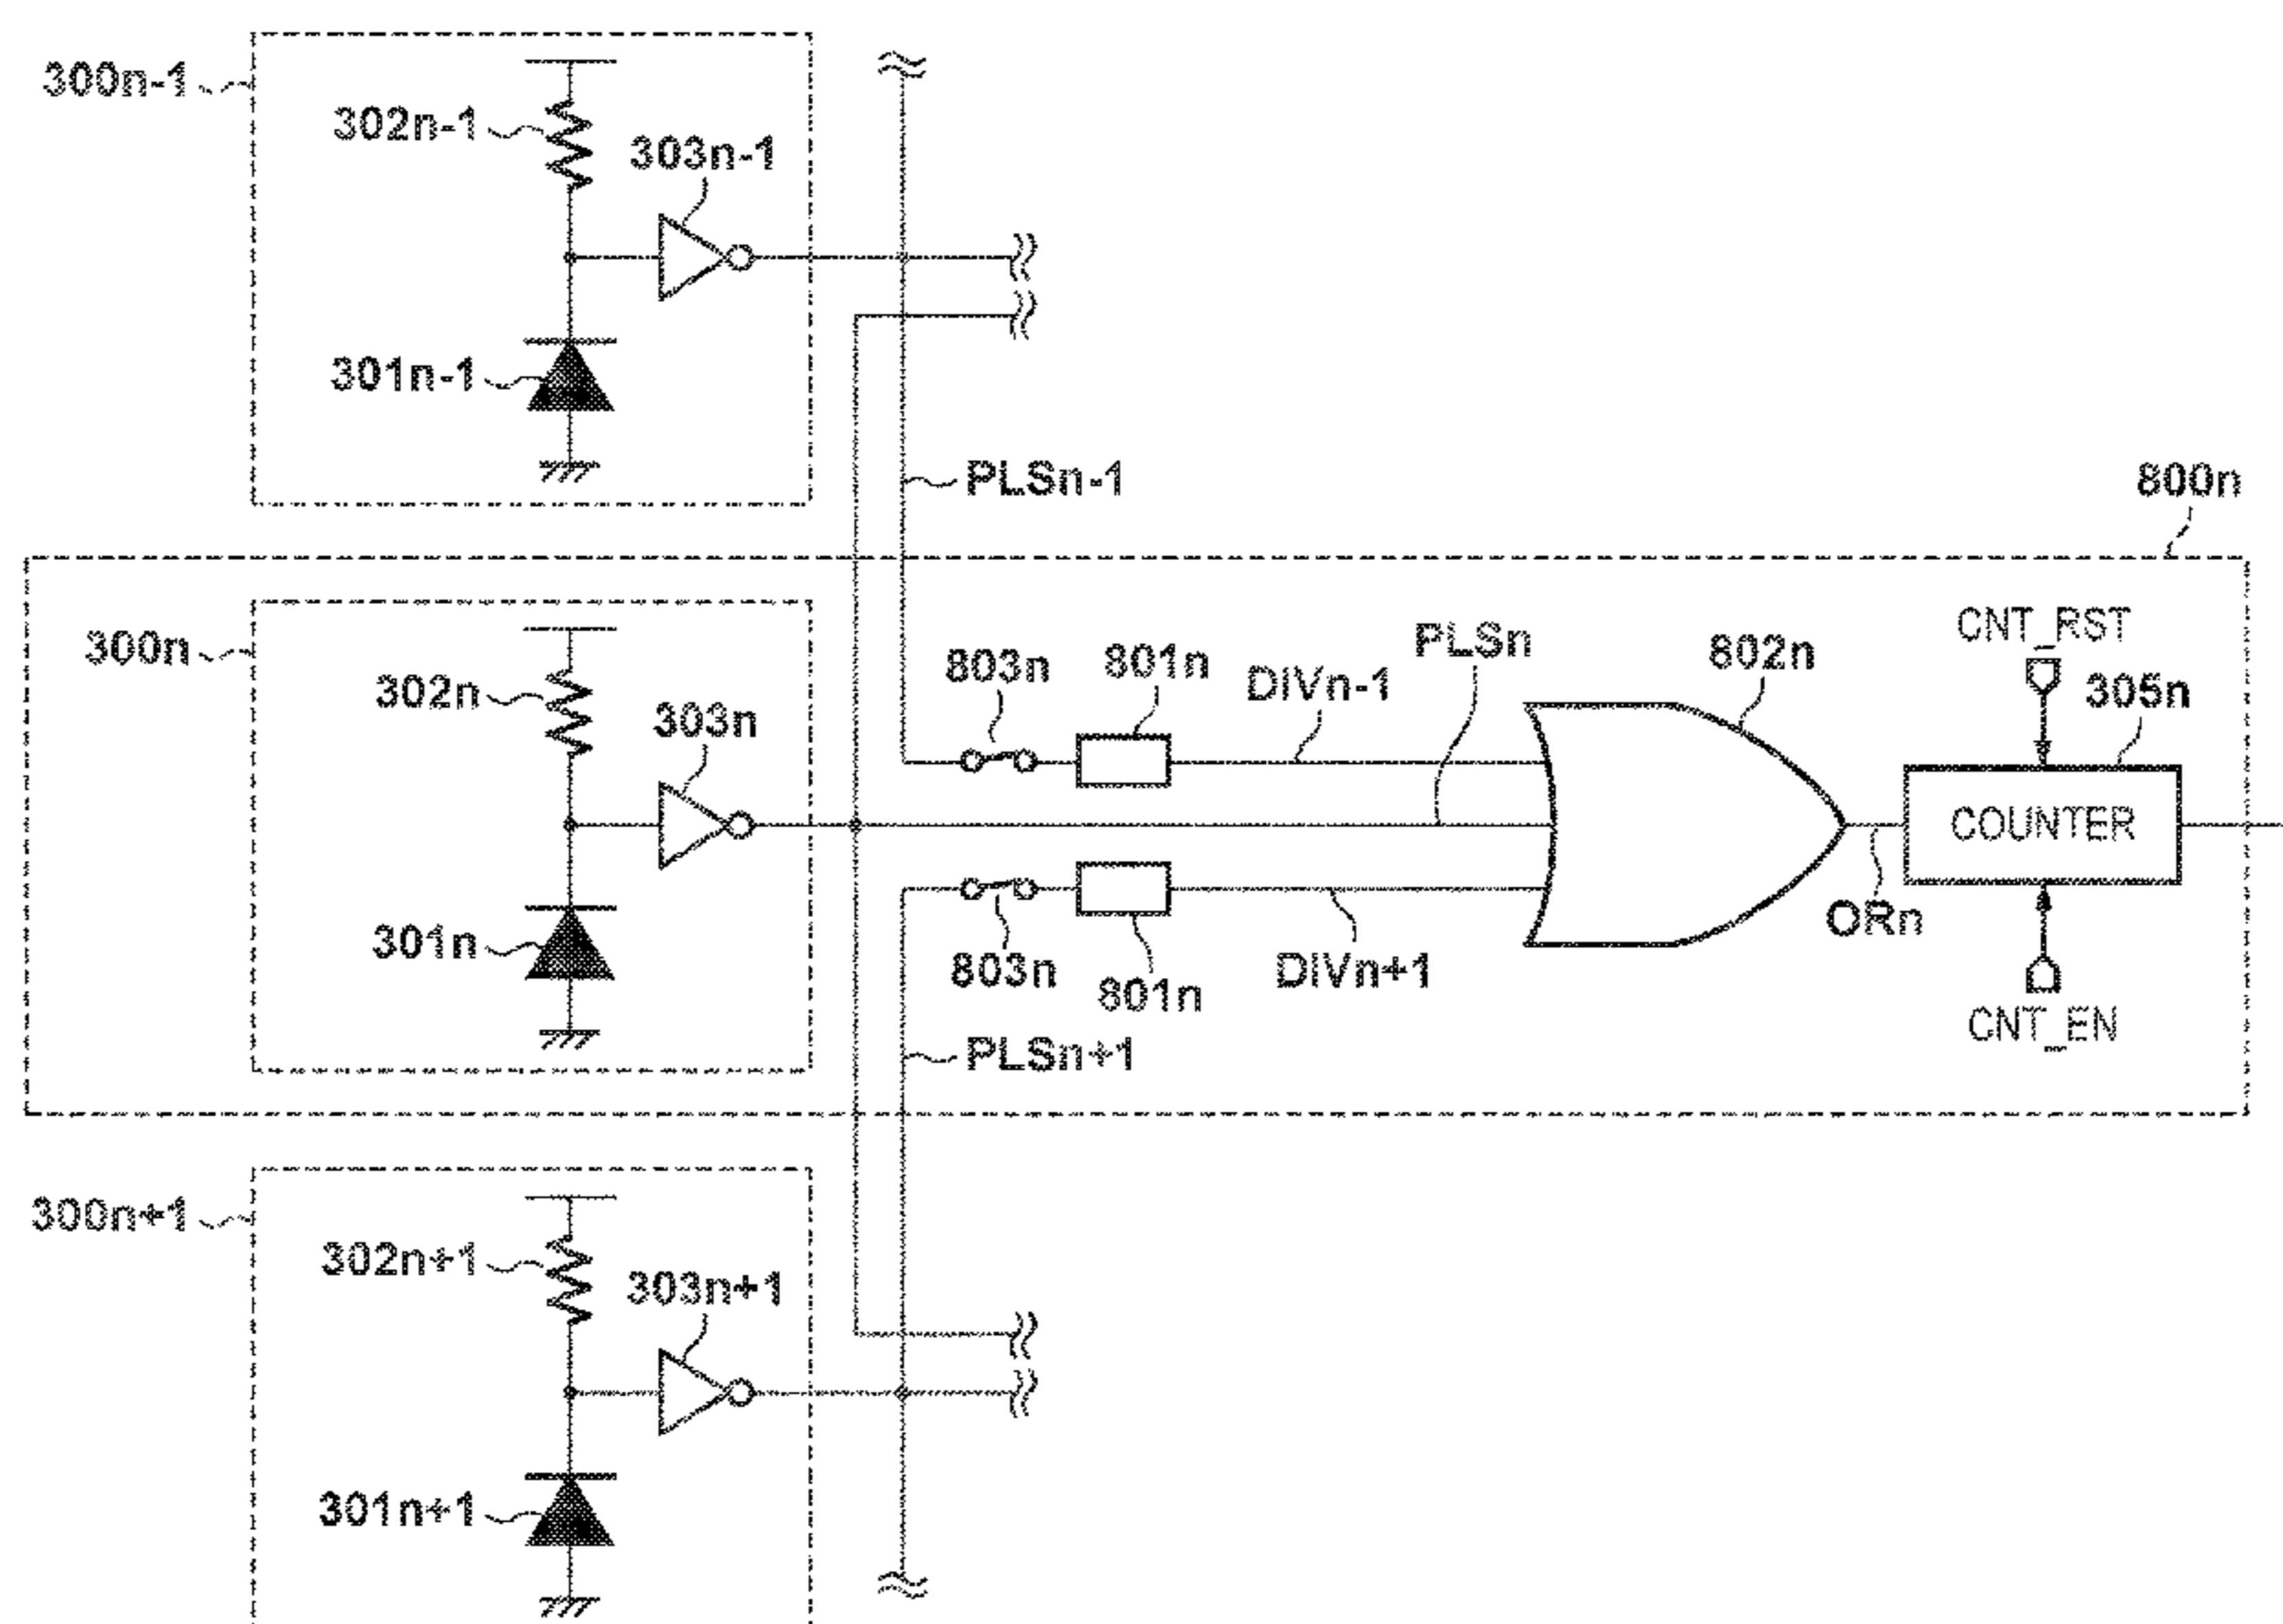 300n-1
302n-1
303n-1
301n-1
PLSn-1
800n
300n
302n
303n
301n
803n
801n
DIVn-1
PLSn
802n
CNT_RST
305n
COUNTER
ORn
CNT_EN
803n
801n
DIVn+1
PLSn+1
300n+1
302n+1
303n+1
301n+1